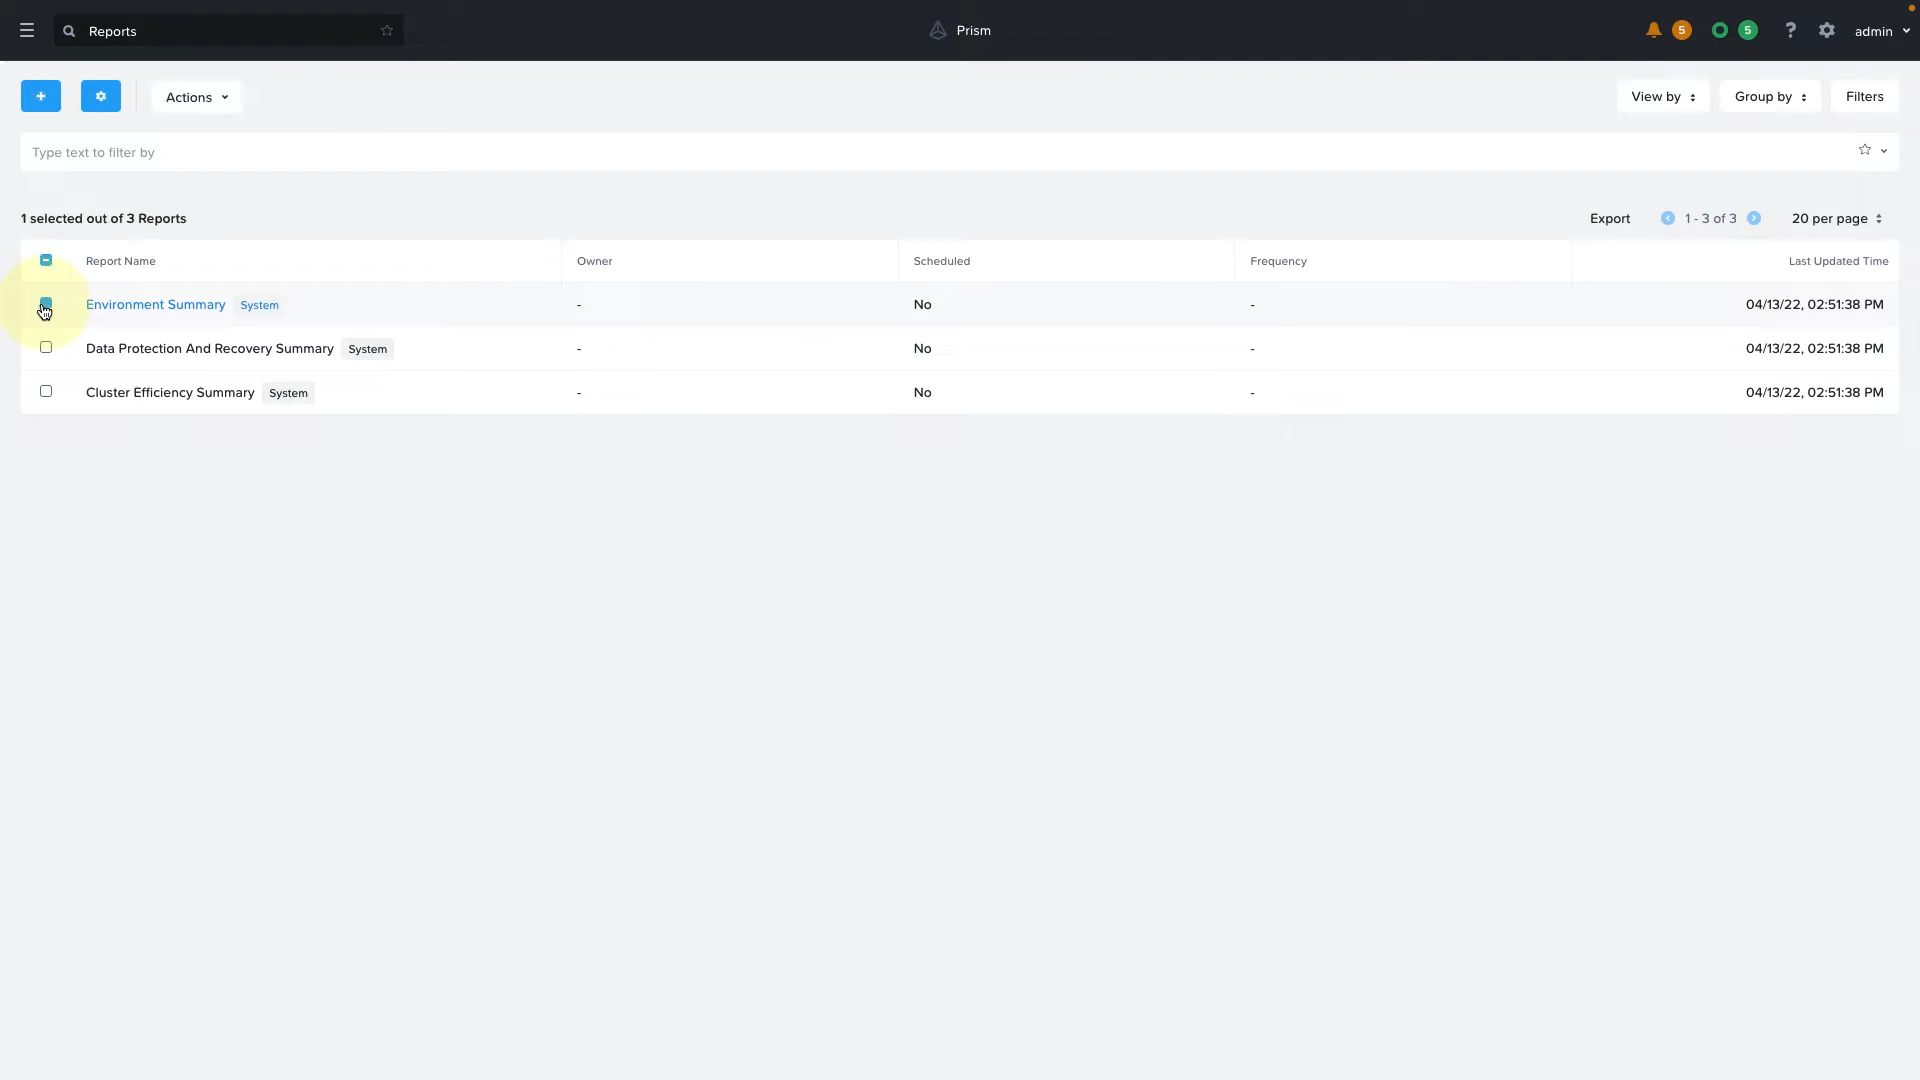 Reports
Prism
5
5
?
admin
+
Actions
View by
Group by
Filters
Type text to filter by
1 selected out of 3 Reports
Export
1 - 3 of 3
20 per page
Report Name Owner Scheduled Frequency Last Updated Time
Environment Summary System - No - 04/13/22, 02:51:38 PM
Data Protection And Recovery Summary System - No - 04/13/22, 02:51:38 PM
Cluster Efficiency Summary System - No - 04/13/22, 02:51:38 PM